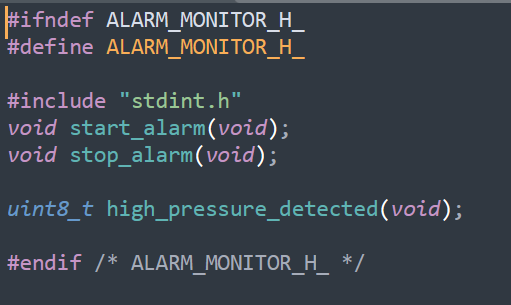 #ifndef ALARM_MONITOR_H_
#define ALARM_MONITOR_H_
#include "stdint.h"
void start_alarm(void);
void stop_alarm(void);
uint8_t high_pressure_detected(void);
#endif /* ALARM_MONITOR_H_ */